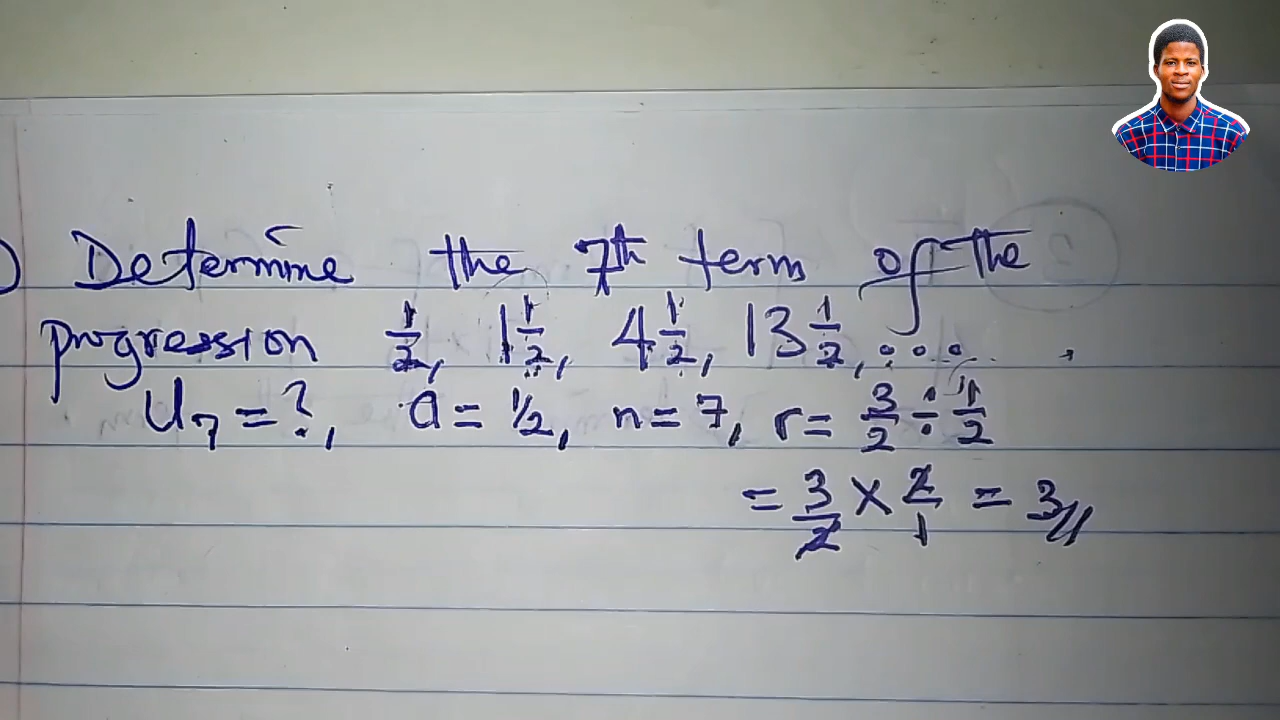 ) Determine the 7th term of the
progression 1/2, 1 1/2, 4 1/2, 13 1/2, ....
U7 = ?, a = 1/2, n = 7, r = 3/2 ÷ 1/2
= 3/2 × 2/1 = 3//